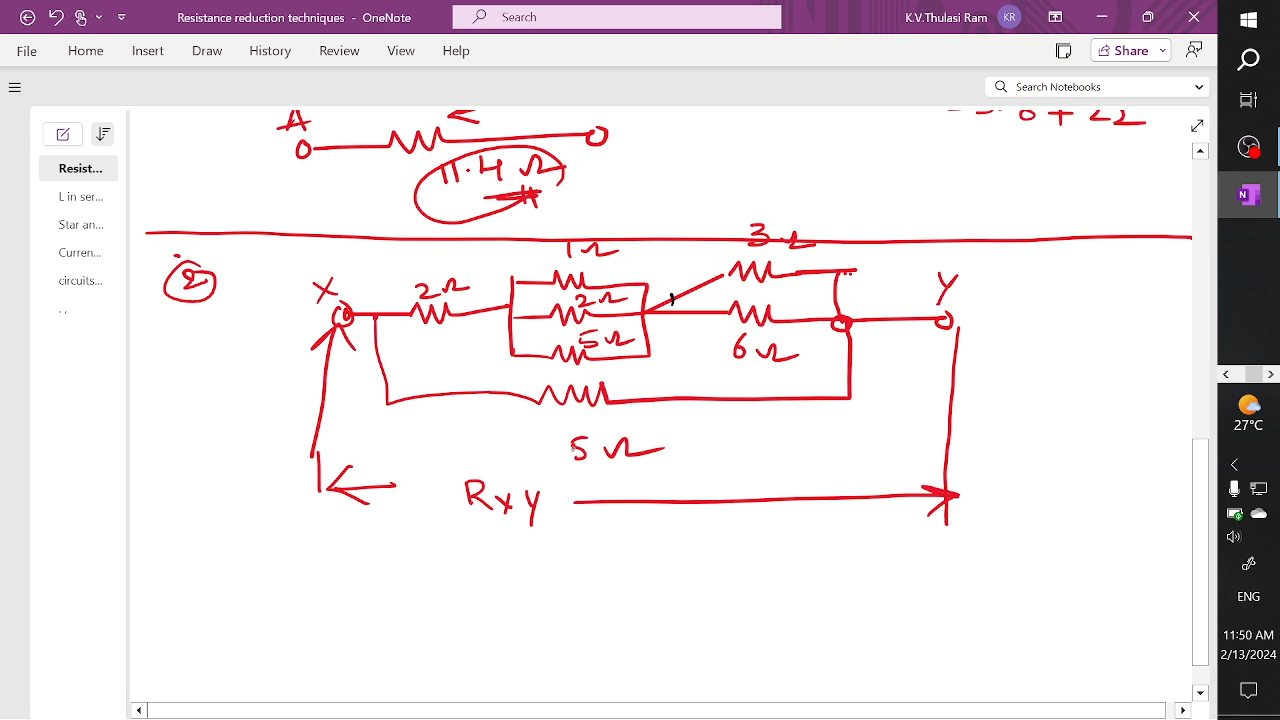 Resistance reduction techniques - OneNote
Search
K.V.Thulasi Ram
KR
File Home Insert Draw History Review View Help
Share
Search Notebooks
Resist...
L in ser...
Star an...
Curren...
circuits...
A
11.4 Ω
2
1Ω
3Ω
X
2Ω
2Ω
Y
5Ω
6Ω
5Ω
RXY
27°C
ENG
11:50 AM
2/13/2024